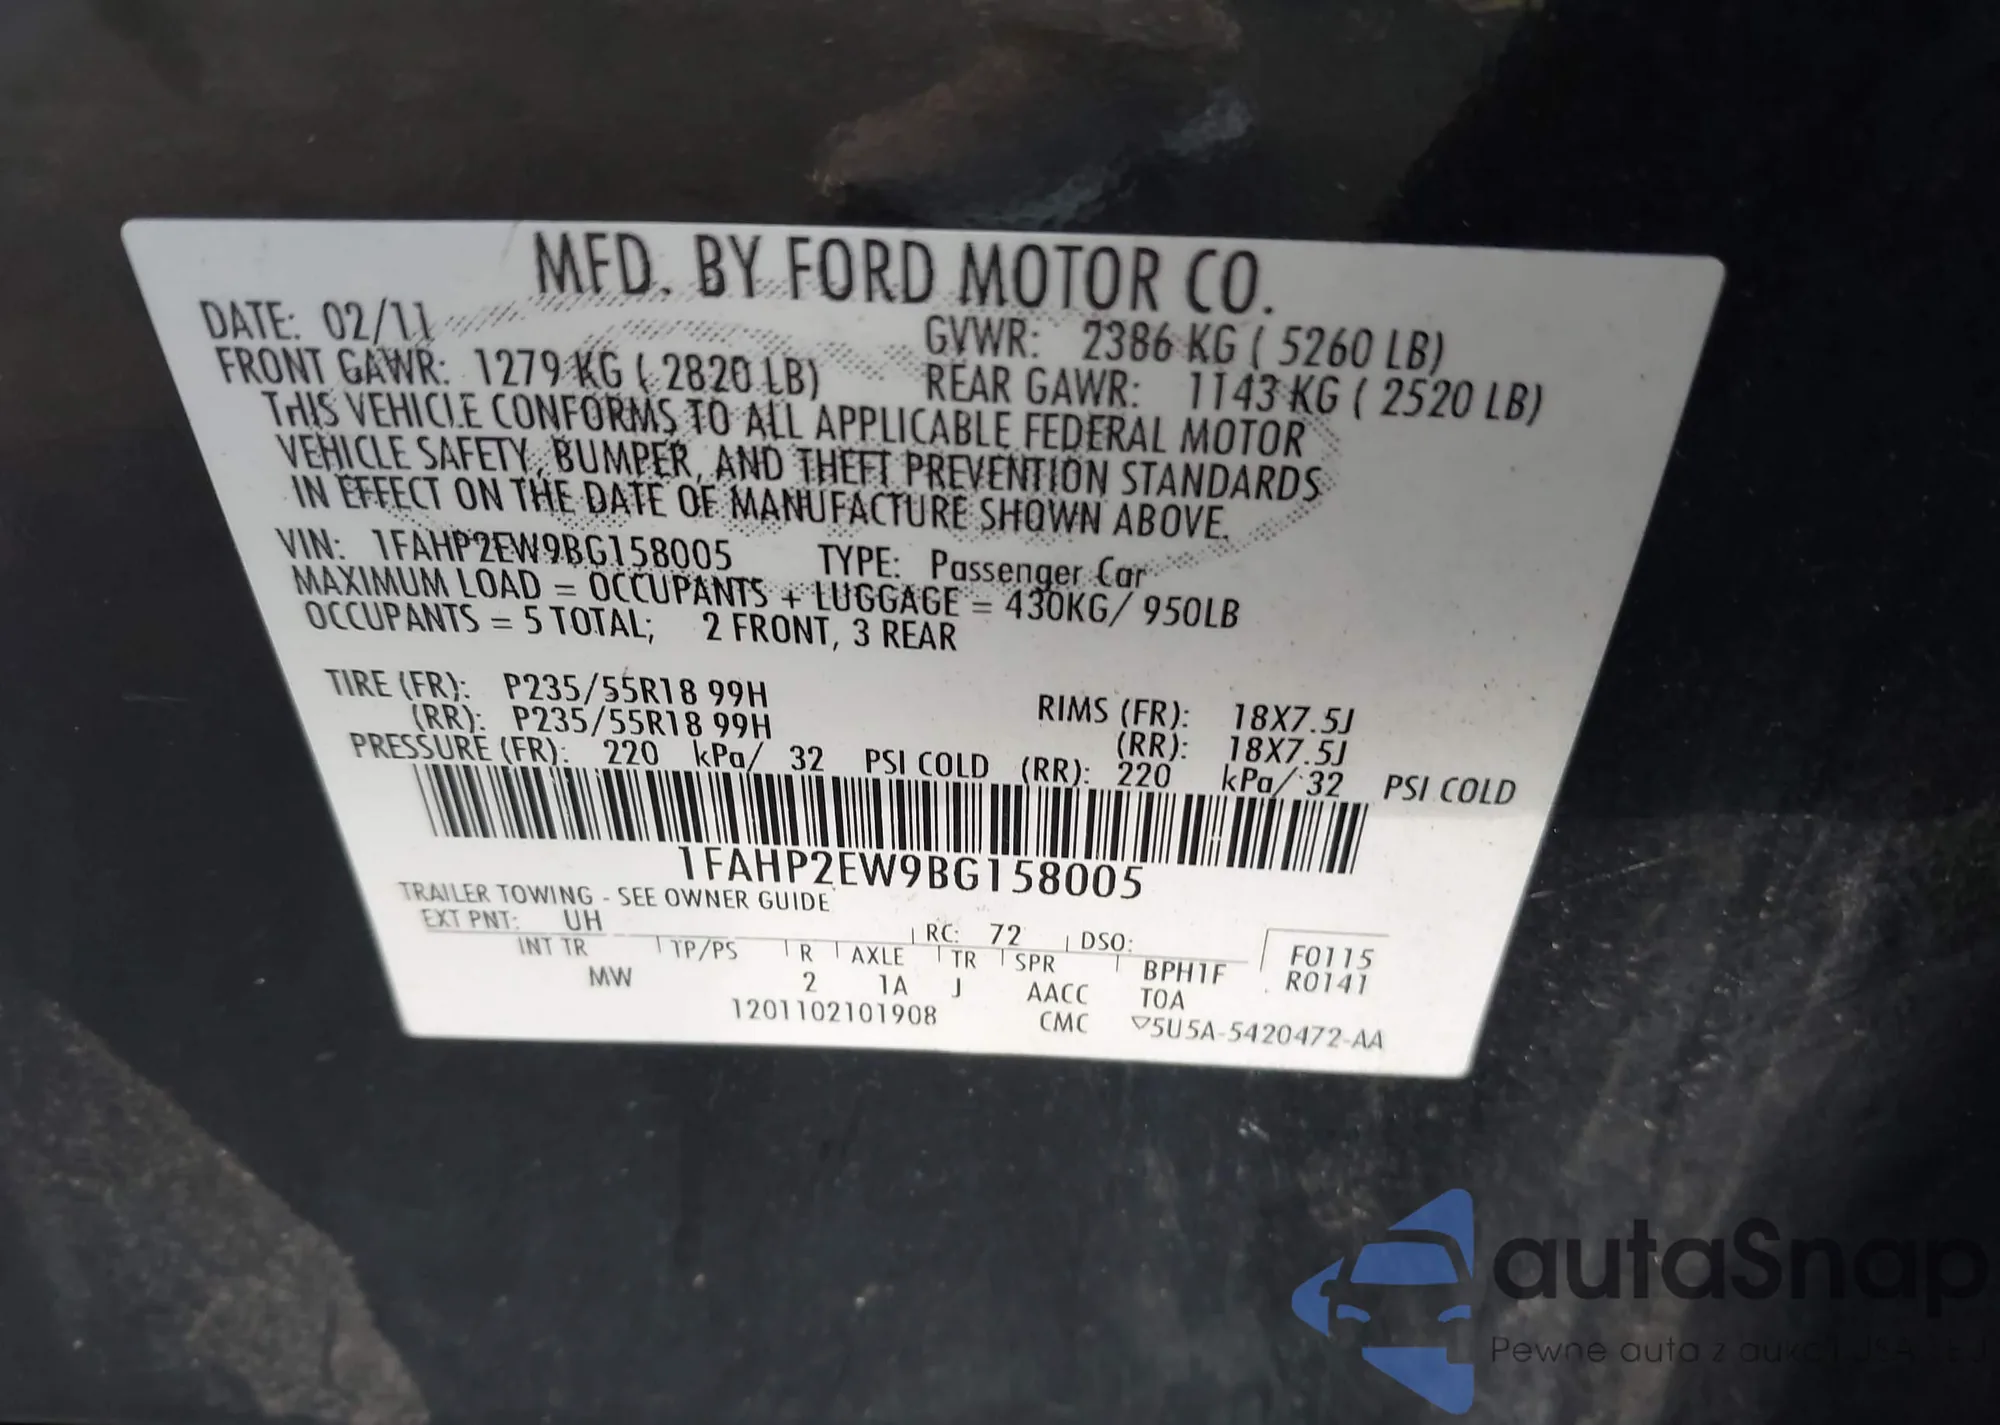 MFD. BY FORD MOTOR CO.
DATE: 02/11 GVWR: 2386 KG ( 5260 LB)
FRONT GAWR: 1279 KG ( 2820 LB) REAR GAWR: 1143 KG ( 2520 LB)
THIS VEHICLE CONFORMS TO ALL APPLICABLE FEDERAL MOTOR
VEHICLE SAFETY, BUMPER, AND THEFT PREVENTION STANDARDS
IN EFFECT ON THE DATE OF MANUFACTURE SHOWN ABOVE.
VIN: 1FAHP2EW9BG158005 TYPE: Passenger Car
MAXIMUM LOAD = OCCUPANTS + LUGGAGE = 430KG/ 950LB
OCCUPANTS = 5 TOTAL; 2 FRONT, 3 REAR
TIRE (FR): P235/55R18 99H RIMS (FR): 18X7.5J
(RR): P235/55R18 99H (RR): 18X7.5J
PRESSURE (FR): 220 kPa/ 32 PSI COLD (RR): 220 kPa/ 32 PSI COLD
1FAHP2EW9BG158005
TRAILER TOWING - SEE OWNER GUIDE
EXT PNT: UH RC: 72 DSO: F0115
INT TR TP/PS R AXLE TR SPR BPH1F R0141
MW 2 1A J AACC TOA
1201102101908 CMC ▽5U5A-5420472-AA
autaSnap
Pewne auta z